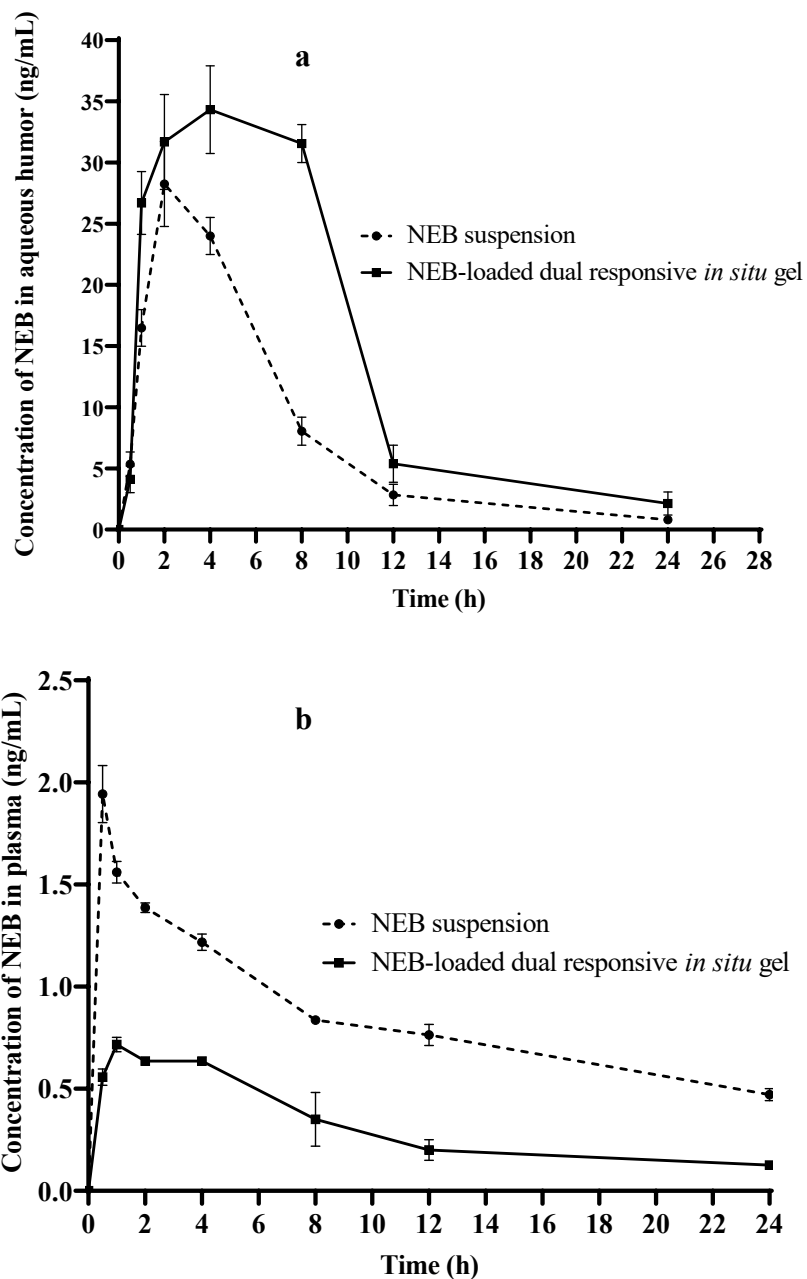 a
Concentration of NEB in aqueous humor (ng/mL)
40
35
30
25
20
15
10
5
0
NEB suspension
NEB-loaded dual responsive in situ gel
0 2 4 6 8 10 12 14 16 18 20 22 24 26 28
Time (h)
b
Concentration of NEB in plasma (ng/mL)
2.5
2.0
1.5
1.0
0.5
0.0
NEB suspension
NEB-loaded dual responsive in situ gel
0 2 4 6 8 10 12 14 16 18 20 22 24
Time (h)